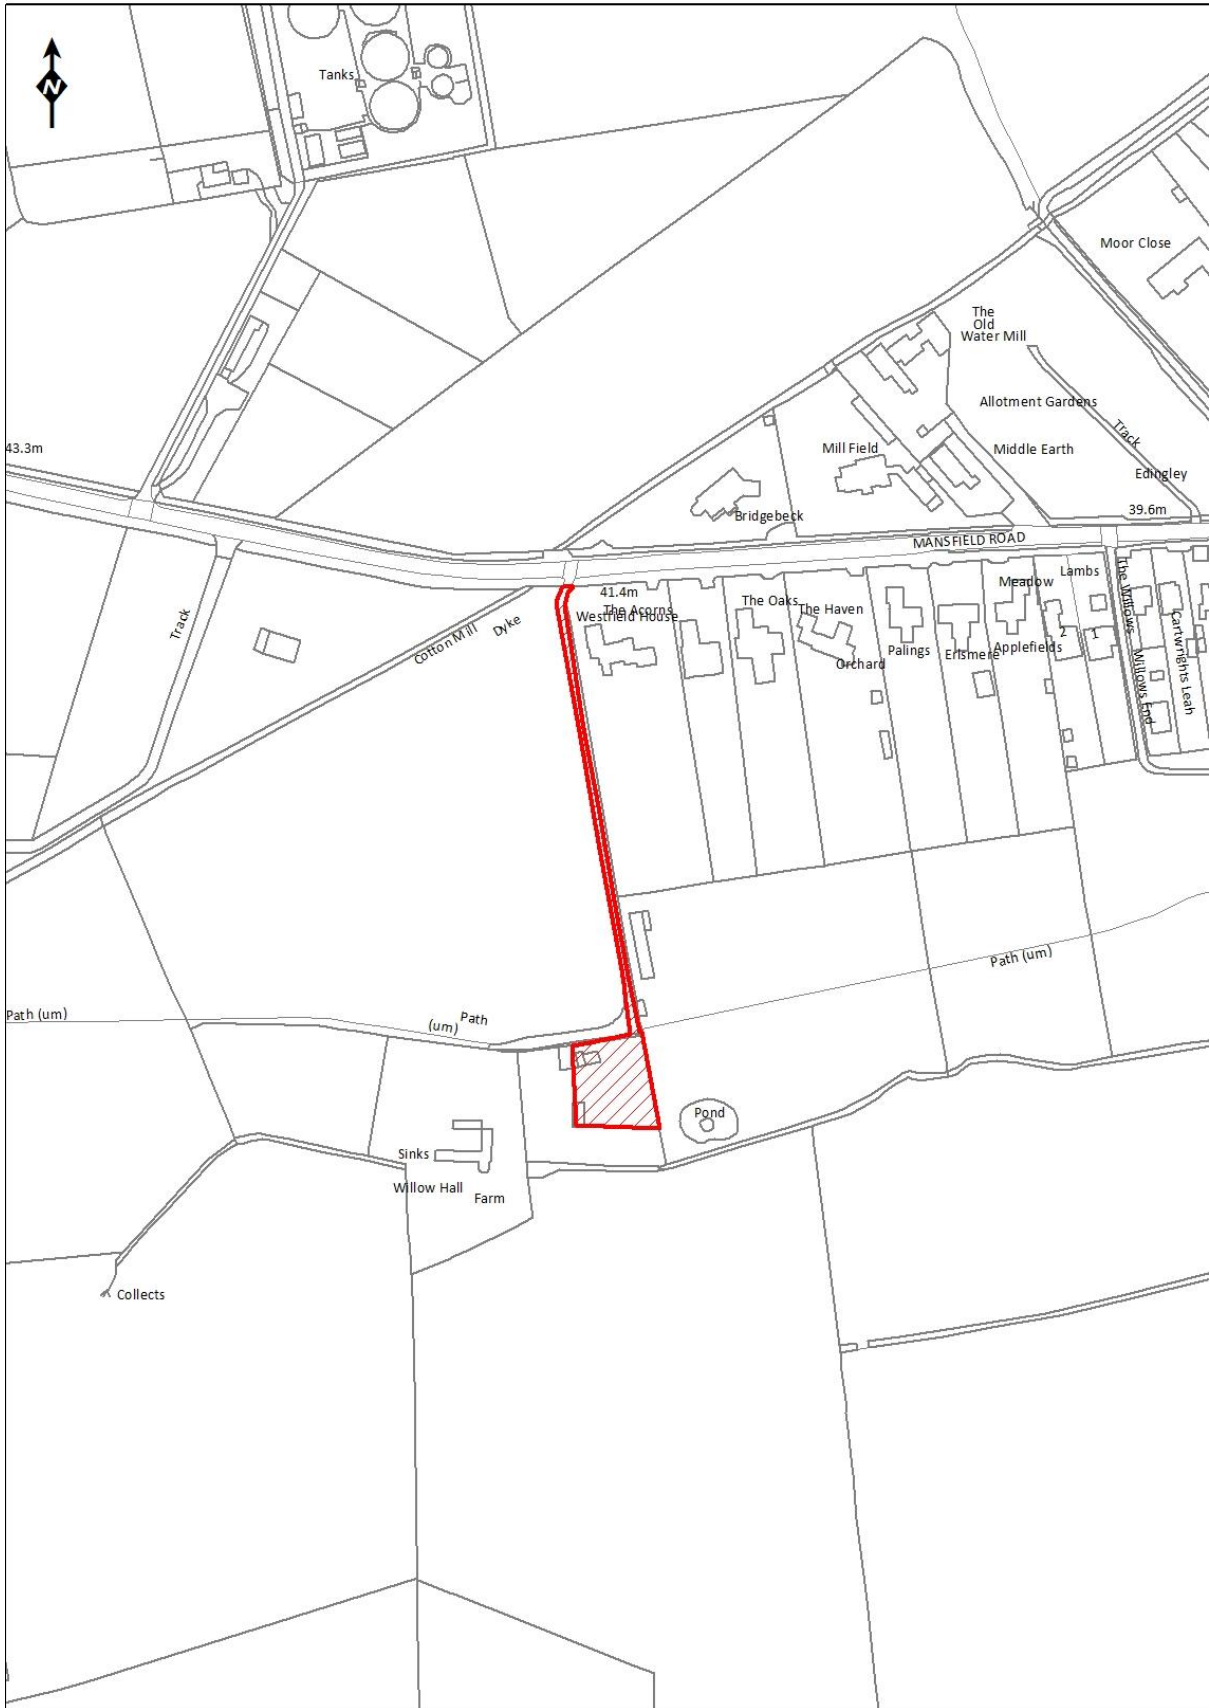 N
Tanks
Moor Close
The
Old
Water Mill
Allotment Gardens
Track
43.3m
Mill Field
Middle Earth
Edingley
39.6m
Bridgebeck
MANSFIELD ROAD
Lambs
Meadow
The Willows
41.4m
The Acorns
Westfield House
The Oaks
The Haven
Track
Cotton Mill Dyke
2
1
Cartwrights Leah
Palings
Erlsmere
Applefields
Orchard
Willows End
Path (um)
Path (um)
Path
(um)
Pond
Sinks
Willow Hall
Farm
Collects